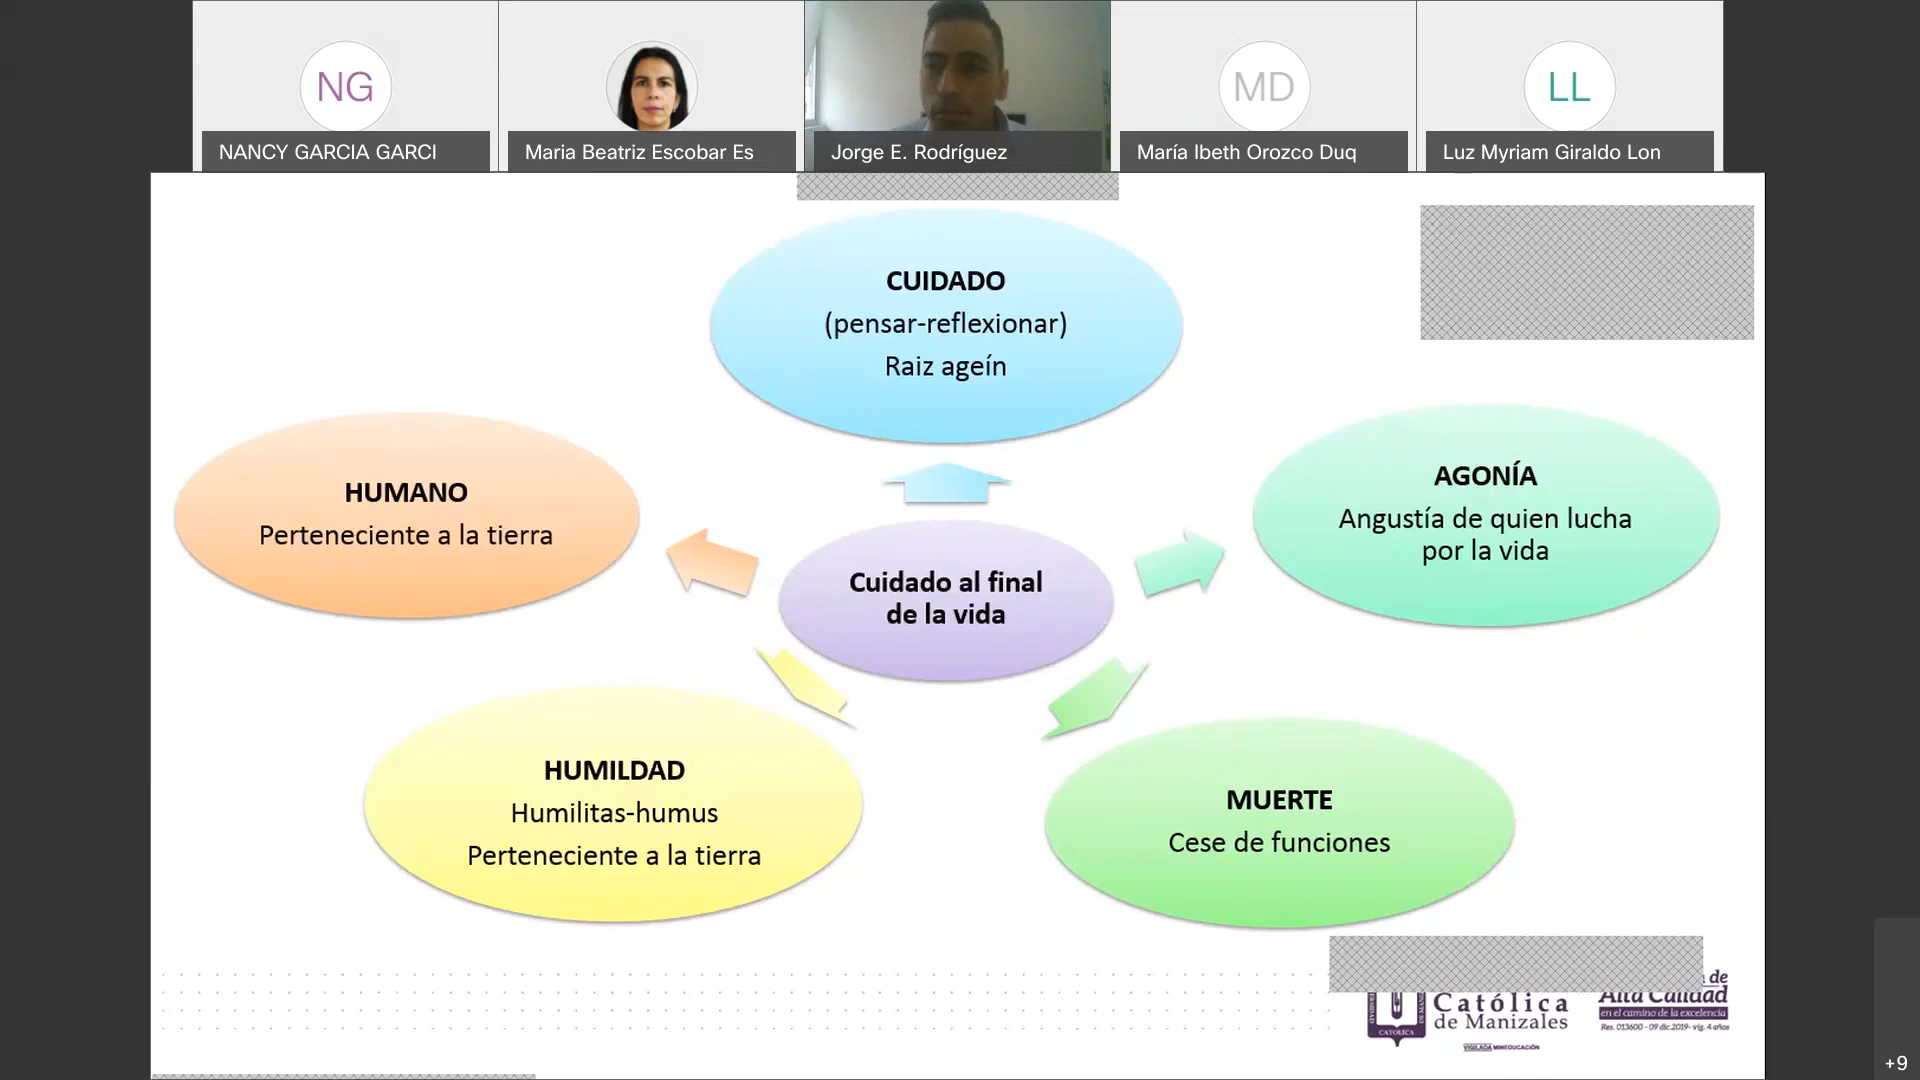 NG
MD
LL
NANCY GARCIA GARCI
Maria Beatriz Escobar Es
Jorge E. Rodríguez
María Ibeth Orozco Duq
Luz Myriam Giraldo Lon
CUIDADO
(pensar-reflexionar)
Raiz ageín
HUMANO
Perteneciente a la tierra
AGONÍA
Angustía de quien lucha
por la vida
Cuidado al final
de la vida
HUMILDAD
Humilitas-humus
Perteneciente a la tierra
MUERTE
Cese de funciones
Católica
de Manizales
CATOLICA
VIGILADA MINEDUCACIÓN
de
Alta Calidad
en el camino de la excelencia
Res. 013600 - 09 dic.2019- vig. 4 años
+9